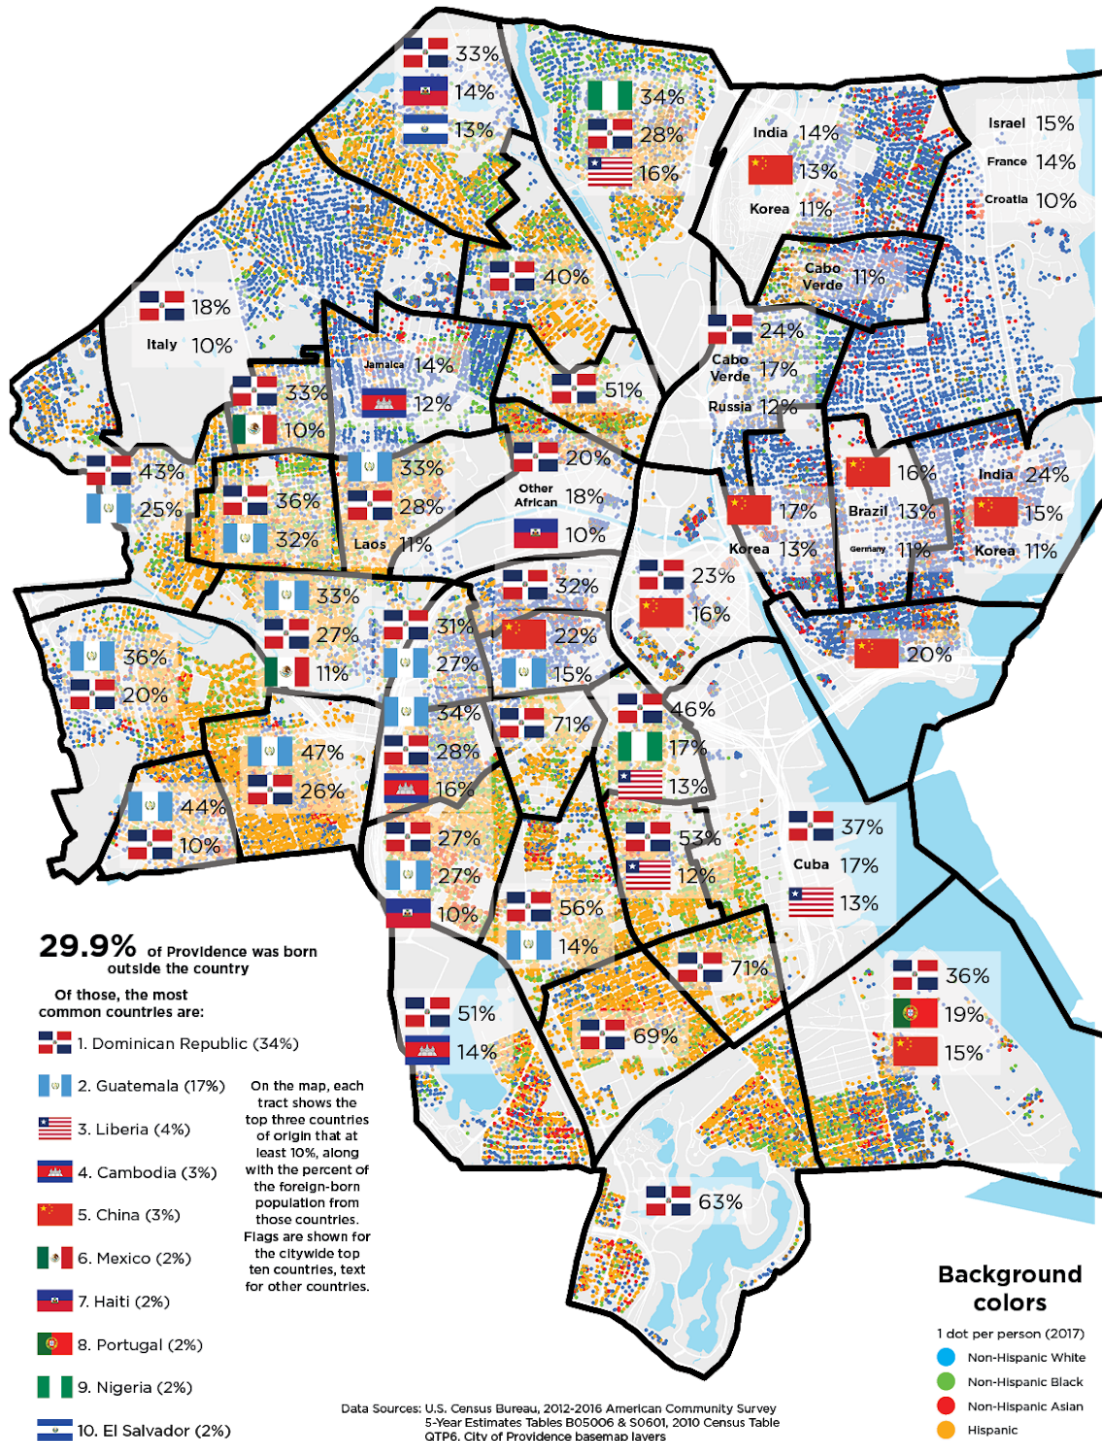 33%
14%
13%
34%
28%
16%
India 14%
13%
Korea 11%
Israel 15%
France 14%
Croatia 10%
40%
Cabo
Verde 11%
18%
Italy 10%
24%
Cabo
Verde 17%
Russia 12%
Jamaica 14%
12%
33%
10%
51%
43%
25%
36%
32%
33%
28%
Laos 11%
20%
Other
African 18%
10%
17%
Korea 13%
16%
Brazil 13%
Germany 11%
India 24%
15%
Korea 11%
33%
27%
11%
31%
27%
32%
22%
15%
23%
16%
20%
36%
20%
34%
28%
16%
71%
46%
17%
13%
47%
26%
44%
10%
27%
27%
10%
53%
12%
37%
Cuba 17%
13%
56%
14%
71%
36%
19%
15%
51%
14%
69%
63%
29.9% of Providence was born
outside the country
Of those, the most
common countries are:
1. Dominican Republic (34%)
2. Guatemala (17%)
3. Liberia (4%)
4. Cambodia (3%)
5. China (3%)
6. Mexico (2%)
7. Haiti (2%)
8. Portugal (2%)
9. Nigeria (2%)
10. El Salvador (2%)
On the map, each
tract shows the
top three countries
of origin that at
least 10%, along
with the percent of
the foreign-born
population from
those countries.
Flags are shown for
the citywide top
ten countries, text
for other countries.
Background
colors
1 dot per person (2017)
Non-Hispanic White
Non-Hispanic Black
Non-Hispanic Asian
Hispanic
Data Sources: U.S. Census Bureau, 2012-2016 American Community Survey
5-Year Estimates Tables B05006 & S0601, 2010 Census Table
QTP6, City of Providence basemap layers